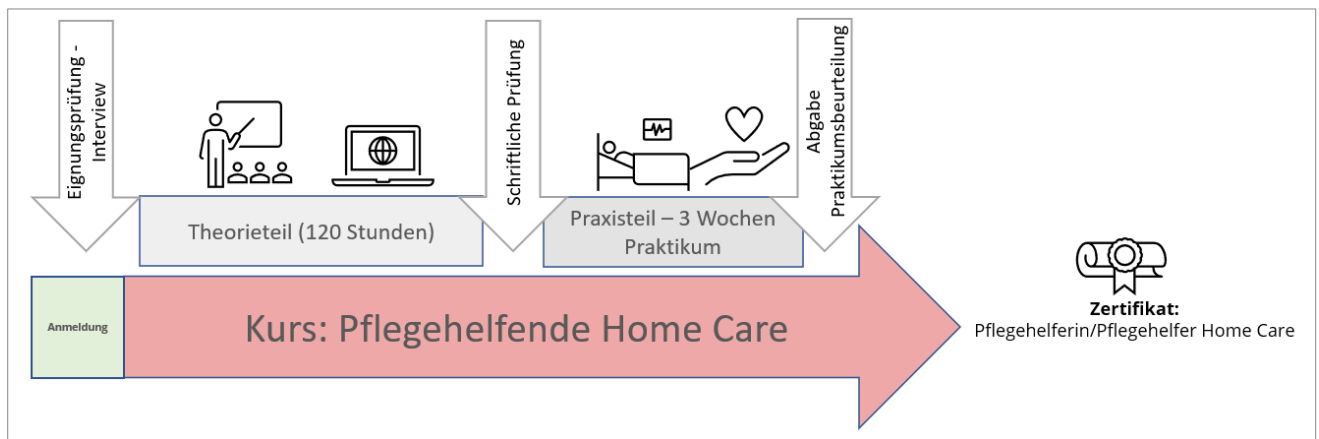 Eignungsprüfung -
Interview
Theorieteil (120 Stunden)
Schriftliche Prüfung
Praxisteil – 3 Wochen
Praktikum
Abgabe
Praktikumsbeurteilung
Anmeldung
Kurs: Pflegehelfende Home Care
Zertifikat:
Pflegehelferin/Pflegehelfer Home Care